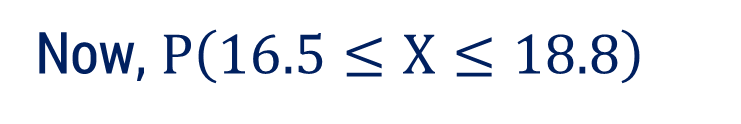 Now, P(16.5 ≤ X ≤ 18.8)